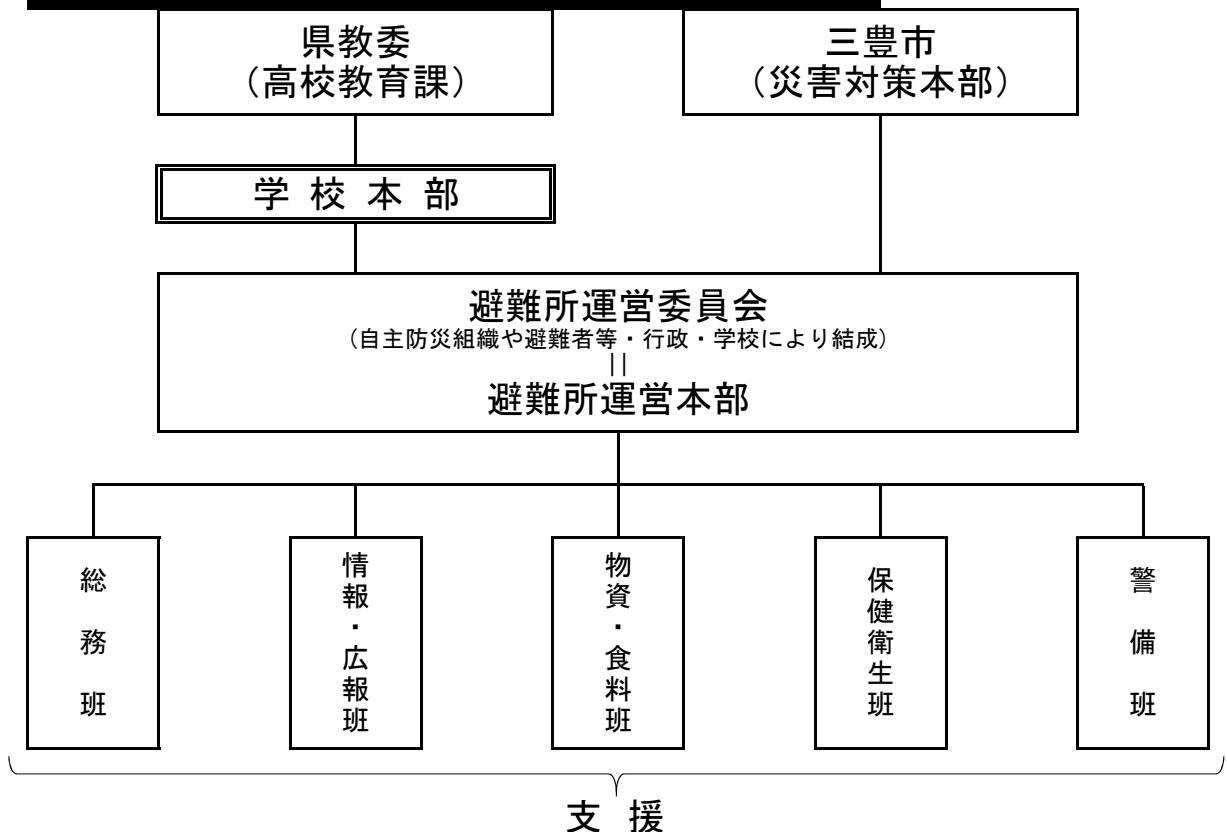 県教委
（高校教育課）
三豊市
（災害対策本部）
学校本部
避難所運営委員会
（自主防災組織や避難者等・行政・学校により結成）
||
避難所運営本部
総務班
情報・広報班
物資・食料班
保健衛生班
警備班
支援